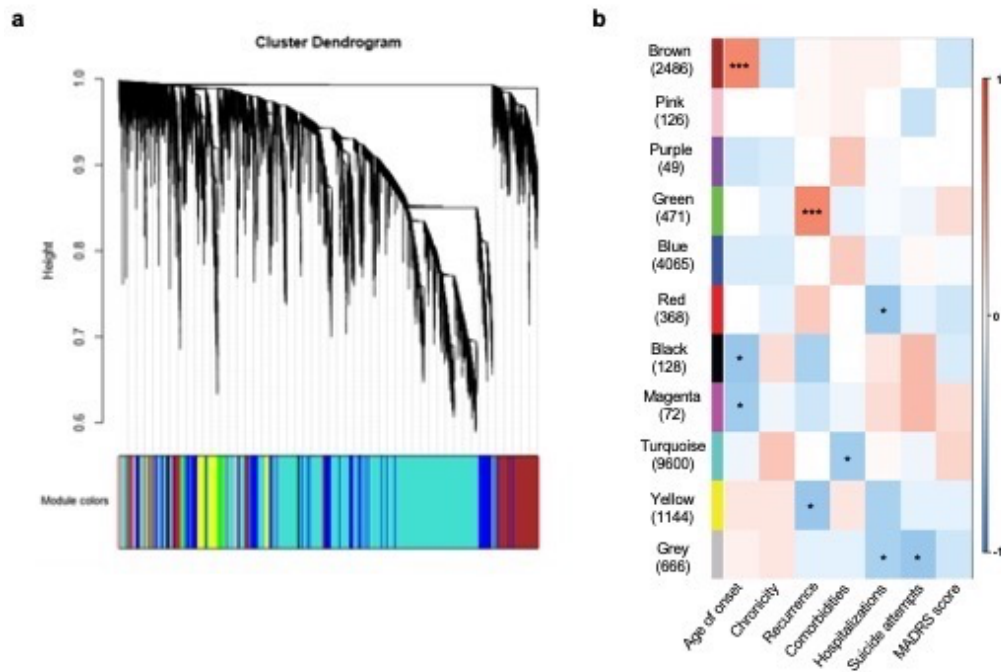 a
Cluster Dendrogram
Height
1.0
0.9
0.8
0.7
0.6
Module colors
b
Brown
(2486)
***
Pink
(126)
Purple
(49)
Green
(471)
***
Blue
(4065)
Red
(368)
*
Black
(128)
*
Magenta
(72)
*
Turquoise
(9600)
*
Yellow
(1144)
*
Grey
(666)
* *
Age of onset
Chronicity
Recurrence
Comorbidities
Hospitalizations
Suicide attempts
MADRS score
1
0
-1